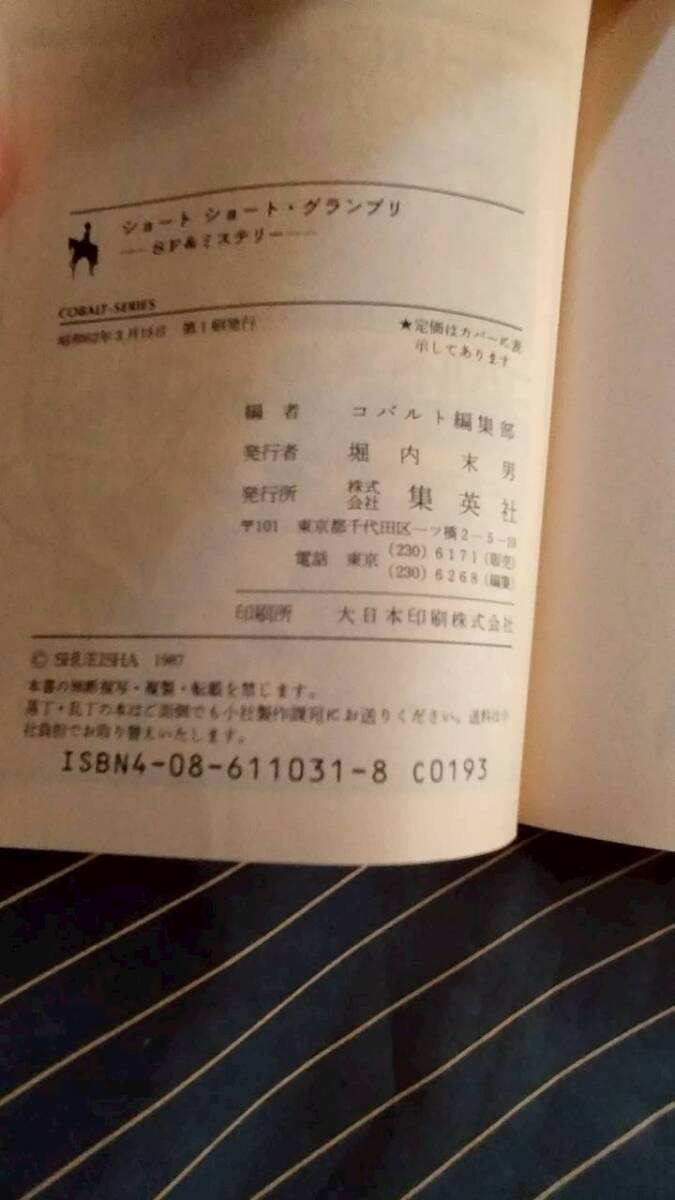 ショート ショート・グランプリ
──SF&ミステリー──
COBALT-SERIES
昭和62年3月15日 第1刷発行
★定価はカバーに表
示してあります
編者 コバルト編集部
発行者 堀内末男
発行所 株式会社 集英社
〒101 東京都千代田区一ツ橋2-5-10
電話 東京 (230)6171(販売)
(230)6268(編集)
印刷所 大日本印刷株式会社
© SHUEISHA 1987
本書の無断複写・複製・転載を禁じます。
落丁・乱丁の本はご面倒でも小社製作課宛にお送りください。送料は小
社負担でお取り替えいたします。
ISBN4-08-611031-8 C0193